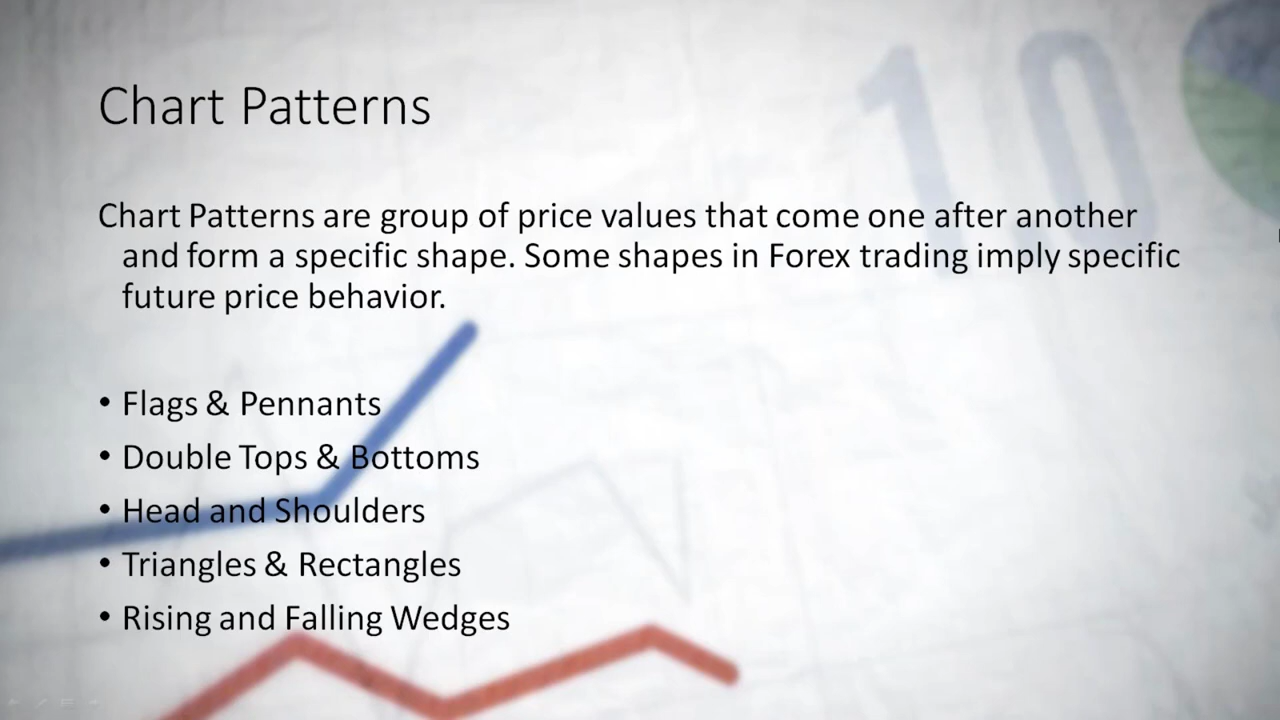 10
Chart Patterns
Chart Patterns are group of price values that come one after another
and form a specific shape. Some shapes in Forex trading imply specific
future price behavior.
• Flags & Pennants
• Double Tops & Bottoms
• Head and Shoulders
• Triangles & Rectangles
• Rising and Falling Wedges